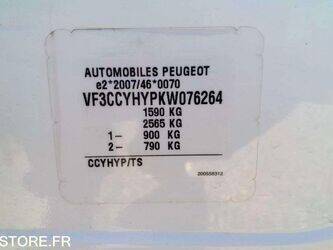 AUTOMOBILES PEUGEOT
e2*2007/46*0070
VF3CCYHYPKW076264
1590 KG
2565 KG
1- 900 KG
2- 790 KG
CCYHYP/TS
200558312
STORE.FR